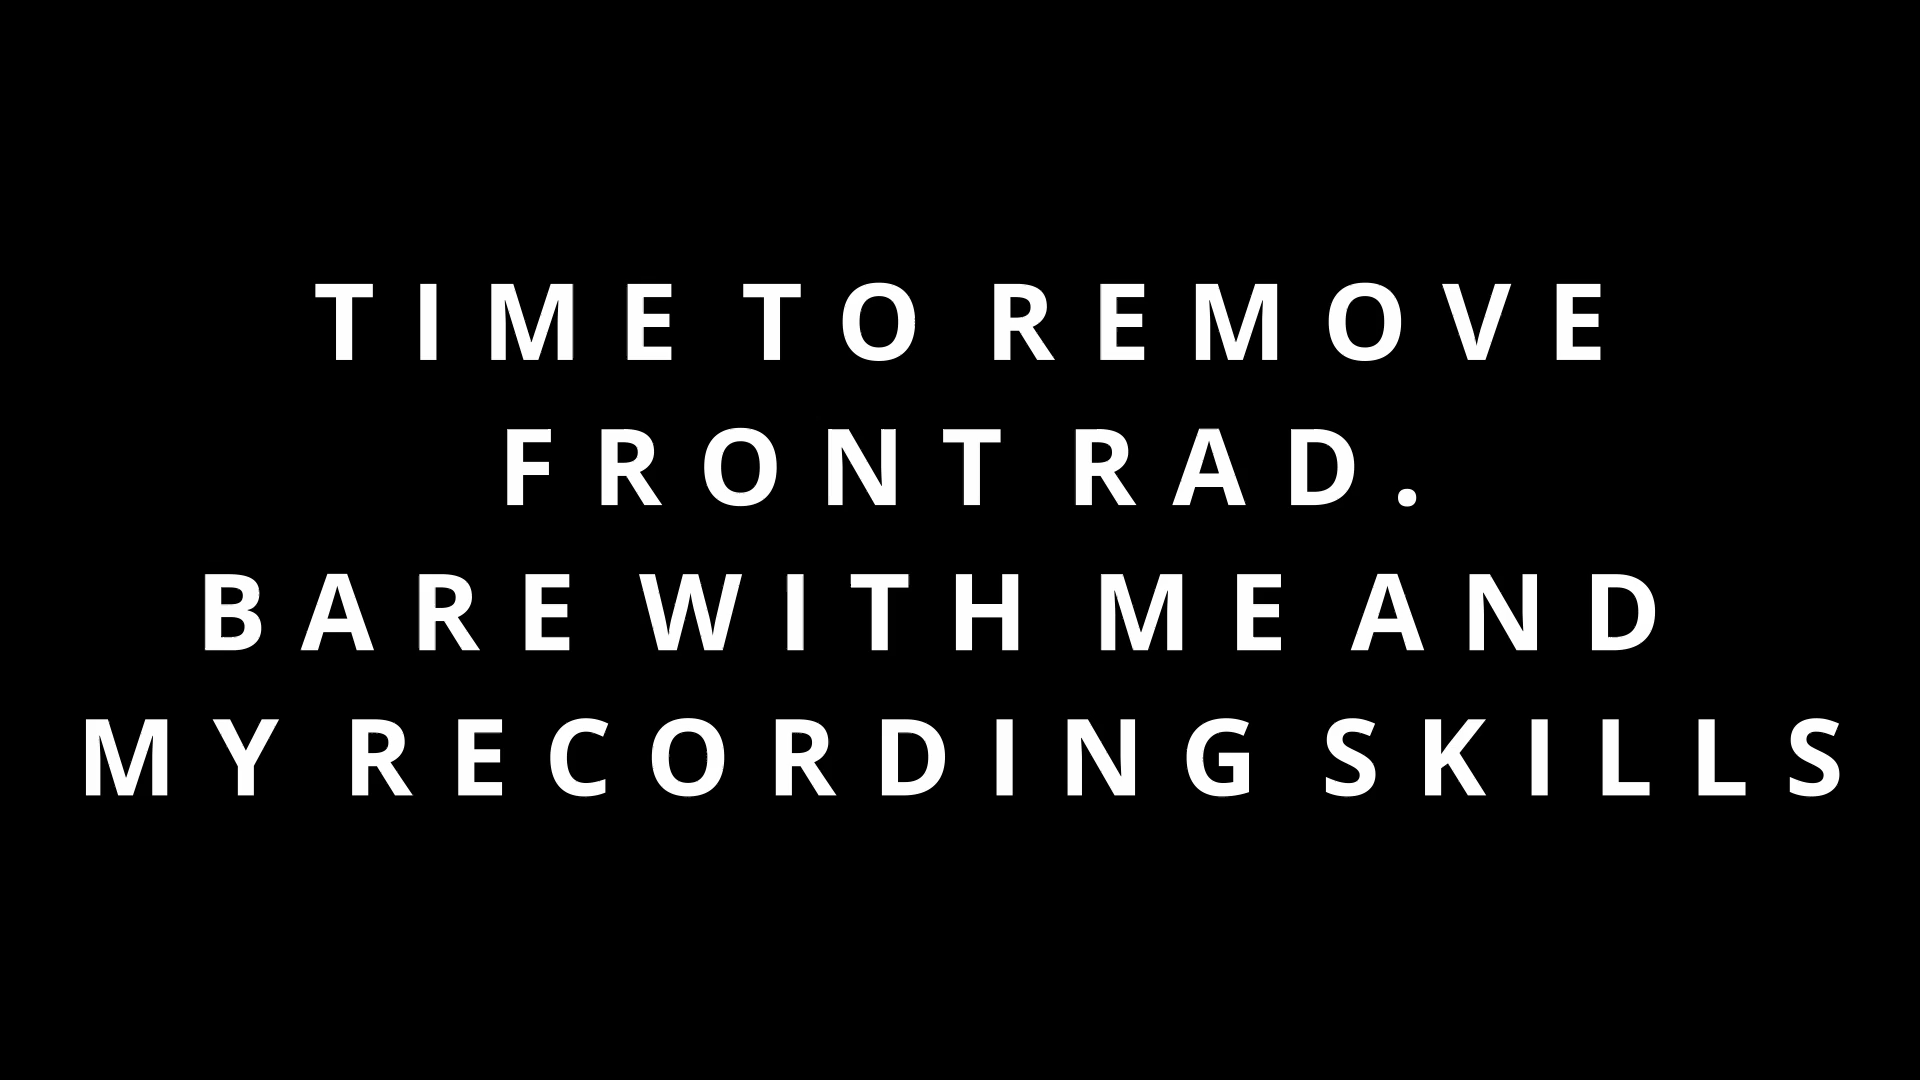 TIME TO REMOVE
FRONT RAD.
BARE WITH ME AND
MY RECORDING SKILLS